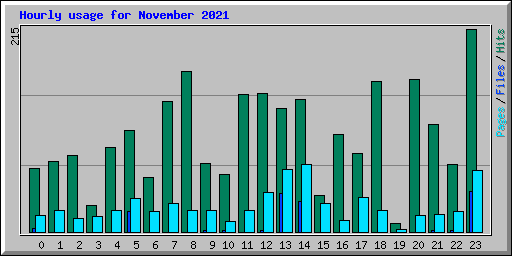 Hourly usage for November 2021
215
Pages/Files/Hits
0 1 2 3 4 5 6 7 8 9 10 11 12 13 14 15 16 17 18 19 20 21 22 23